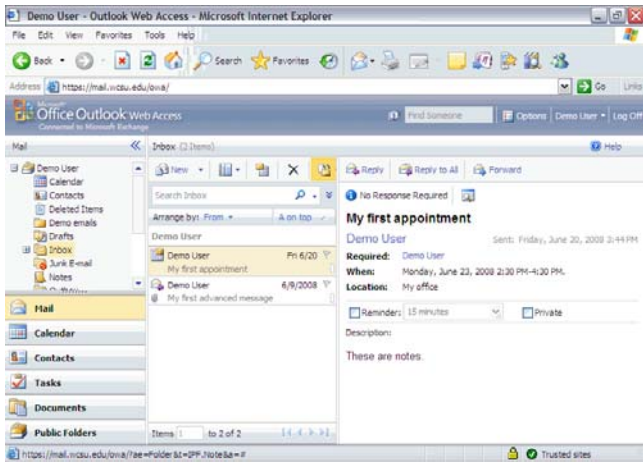 Demo User - Outlook Web Access - Microsoft Internet Explorer
File Edit View Favorites Tools Help
Back Search Favorites
Address https://mail.wcsu.edu/owa/ Go Links
Microsoft
Office Outlook Web Access
Connected to Microsoft Exchange
Find Someone Options Demo User Log Off
Mail
Inbox (2 Items)
Help
Demo User
Calendar
Contacts
Deleted Items
Demo emails
Drafts
Inbox
Junk E-mail
Notes
Mail
Calendar
Contacts
Tasks
Documents
Public Folders
New
Search Inbox
Arrange by: From A on top
Demo User
Demo User Fri 6/20
My first appointment
Demo User 6/9/2008
My first advanced message
Items 1 to 2 of 2
Reply Reply to All Forward
No Response Required
My first appointment
Demo User Sent: Friday, June 20, 2008 3:44 PM
Required: Demo User
When: Monday, June 23, 2008 2:30 PM-4:30 PM.
Location: My office
Reminder: 15 minutes Private
Description:
These are notes.
https://mail.wcsu.edu/owa/?ae=Folder&t=IPF.Note&a=# Trusted sites